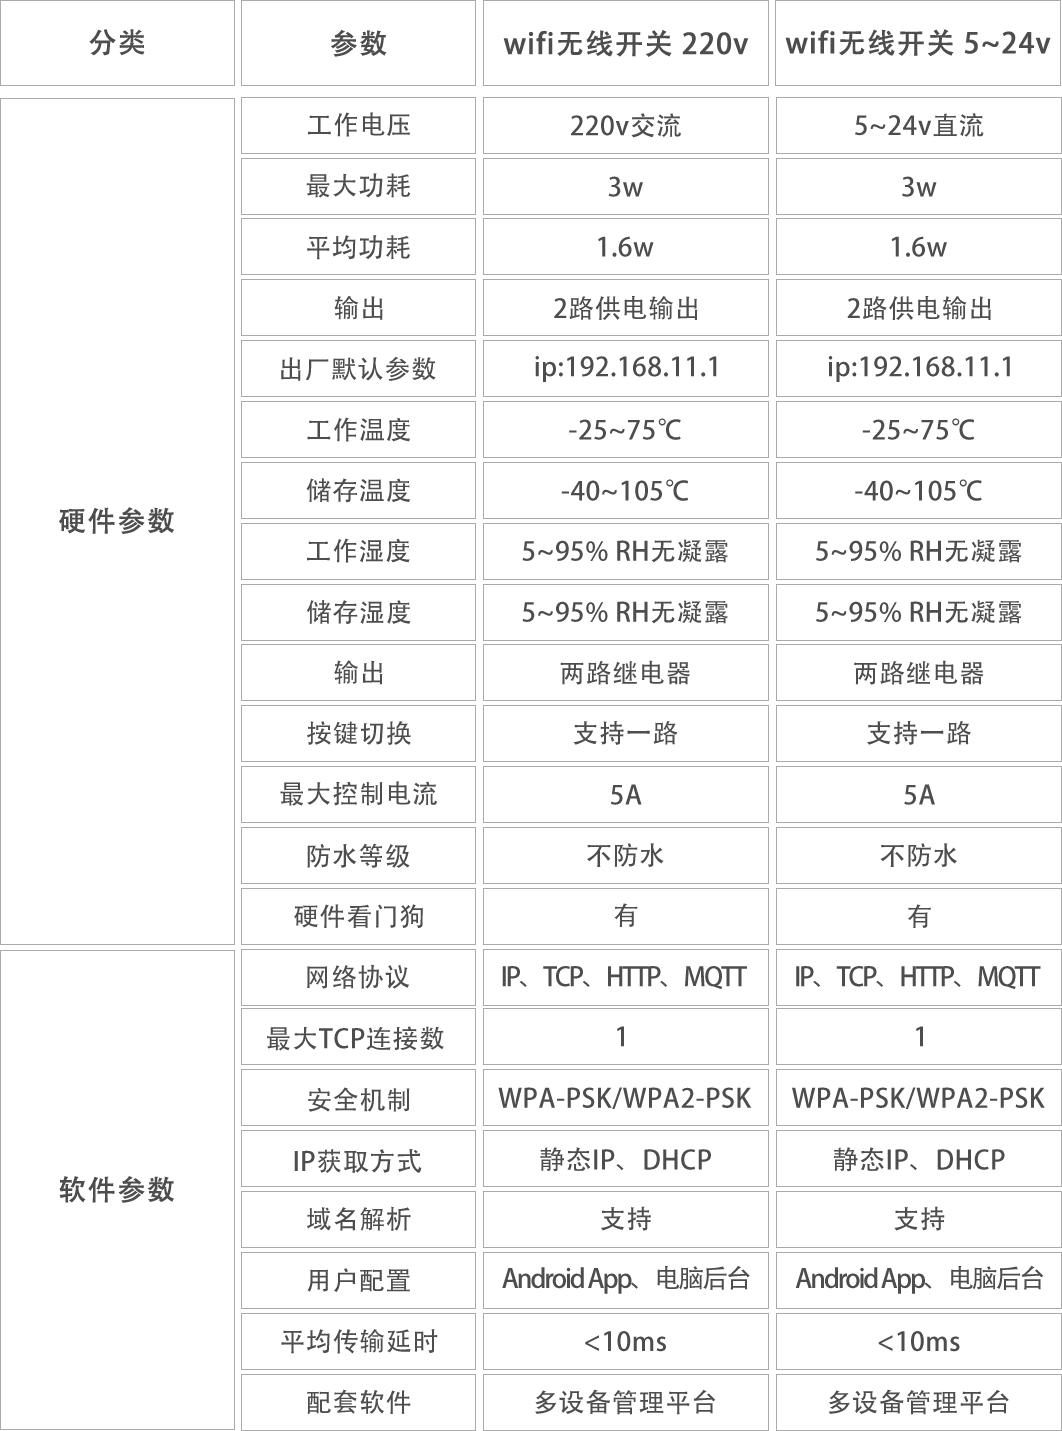 分类 参数 wifi无线开关 220v wifi无线开关 5~24v
硬件参数
工作电压 220v交流 5~24v直流
最大功耗 3w 3w
平均功耗 1.6w 1.6w
输出 2路供电输出 2路供电输出
出厂默认参数 ip:192.168.11.1 ip:192.168.11.1
工作温度 -25~75℃ -25~75℃
储存温度 -40~105℃ -40~105℃
工作湿度 5~95% RH无凝露 5~95% RH无凝露
储存湿度 5~95% RH无凝露 5~95% RH无凝露
输出 两路继电器 两路继电器
按键切换 支持一路 支持一路
最大控制电流 5A 5A
防水等级 不防水 不防水
硬件看门狗 有 有
软件参数
网络协议 IP、TCP、HTTP、MQTT IP、TCP、HTTP、MQTT
最大TCP连接数 1 1
安全机制 WPA-PSK/WPA2-PSK WPA-PSK/WPA2-PSK
IP获取方式 静态IP、DHCP 静态IP、DHCP
域名解析 支持 支持
用户配置 Android App、电脑后台 Android App、电脑后台
平均传输延时 <10ms <10ms
配套软件 多设备管理平台 多设备管理平台